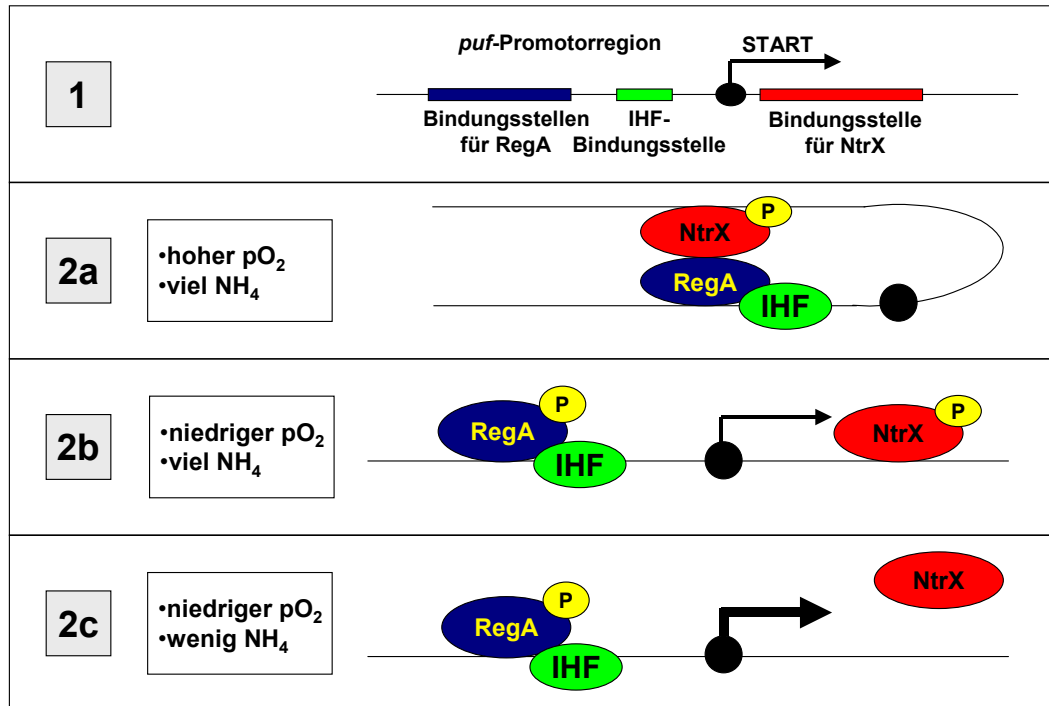 1
puf-Promotorregion
START
Bindungsstellen
für RegA
IHF-
Bindungsstelle
Bindungsstelle
für NtrX
2a
•hoher pO₂
•viel NH₄
P
NtrX
RegA
IHF
2b
•niedriger pO₂
•viel NH₄
P
RegA
IHF
P
NtrX
2c
•niedriger pO₂
•wenig NH₄
P
RegA
IHF
NtrX